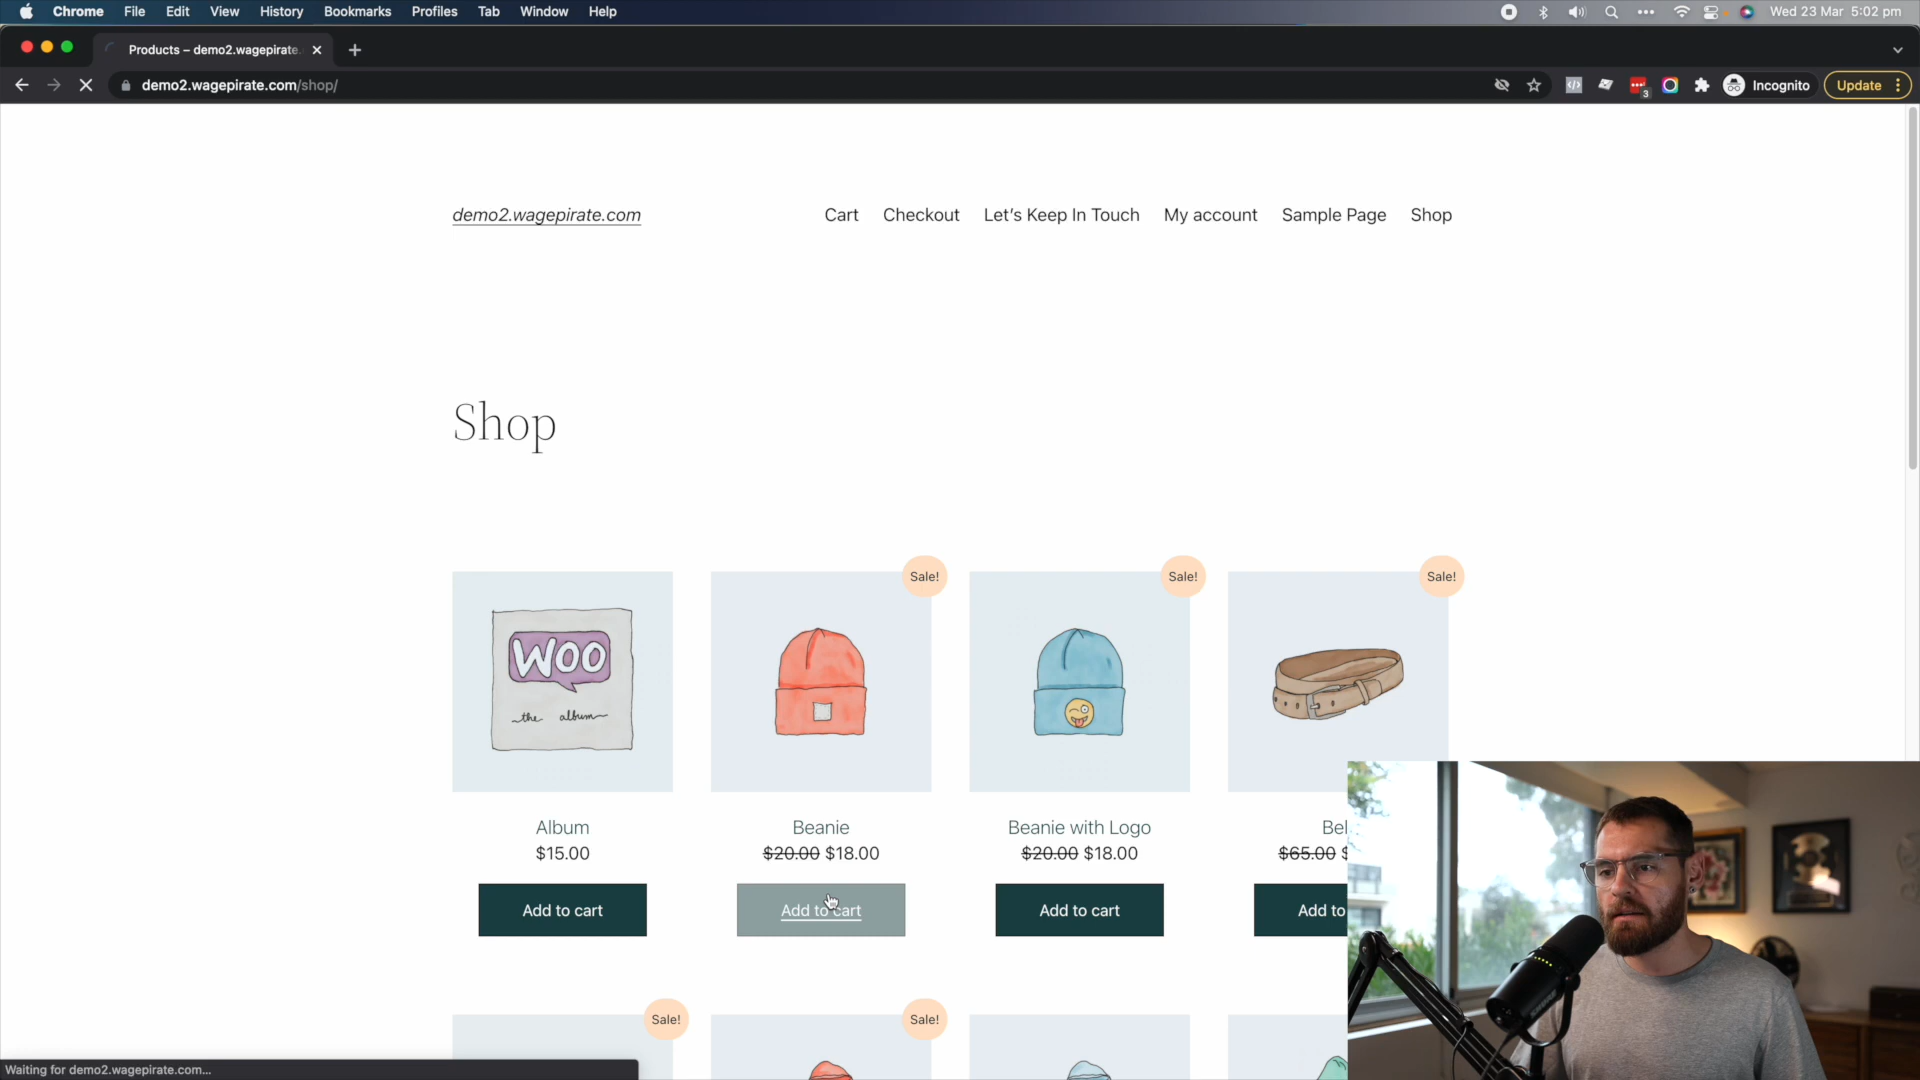 Chrome File Edit View History Bookmarks Profiles Tab Window Help Wed 23 Mar 5:02 pm
Products – demo2.wagepirate.
demo2.wagepirate.com/shop/ 3 Incognito Update
demo2.wagepirate.com Cart Checkout Let's Keep In Touch My account Sample Page Shop
Shop
Sale! Sale! Sale!
WOO
the album
Album Beanie Beanie with Logo Bel
$15.00 $20.00 $18.00 $20.00 $18.00 $65.00
Add to cart Add to cart Add to cart Add to
Sale! Sale!
Waiting for demo2.wagepirate.com...